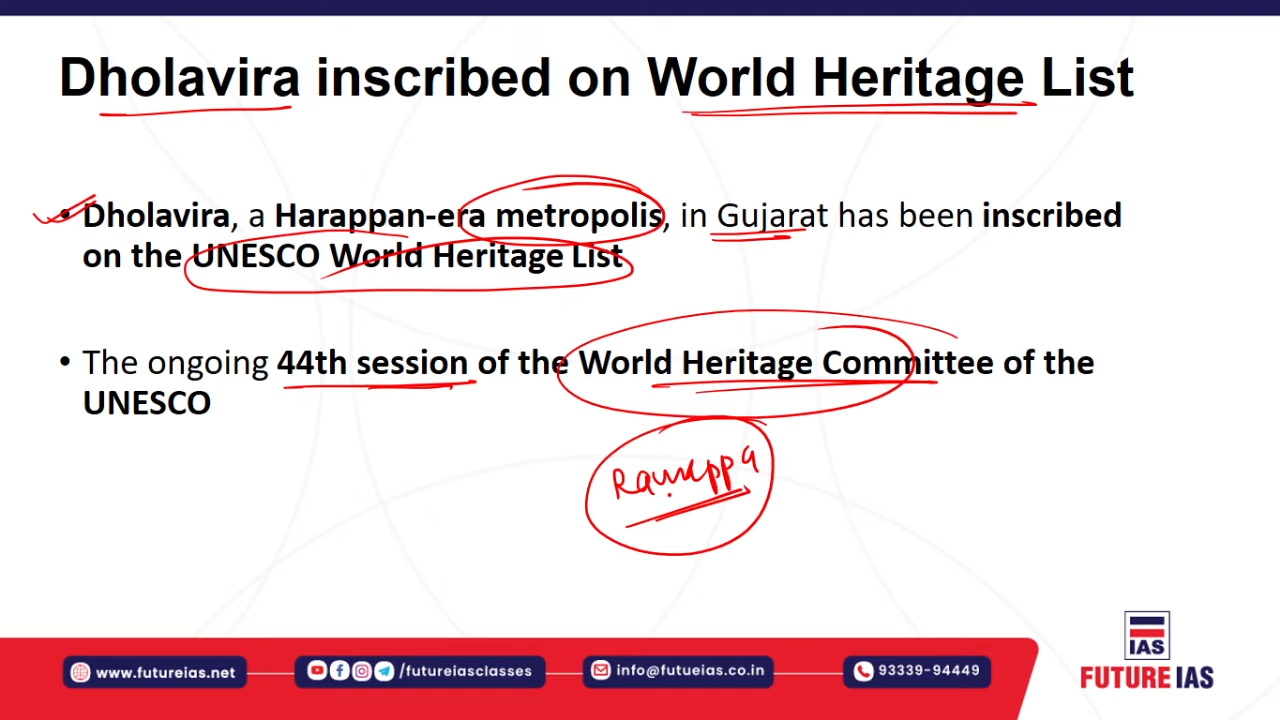 Dholavira inscribed on World Heritage List
• Dholavira, a Harappan-era metropolis, in Gujarat has been inscribed
on the UNESCO World Heritage List
• The ongoing 44th session of the World Heritage Committee of the
UNESCO
Ramappa
IAS
www.futureias.net
/futureiasclasses
info@futueias.co.in
93339-94449
FUTURE IAS